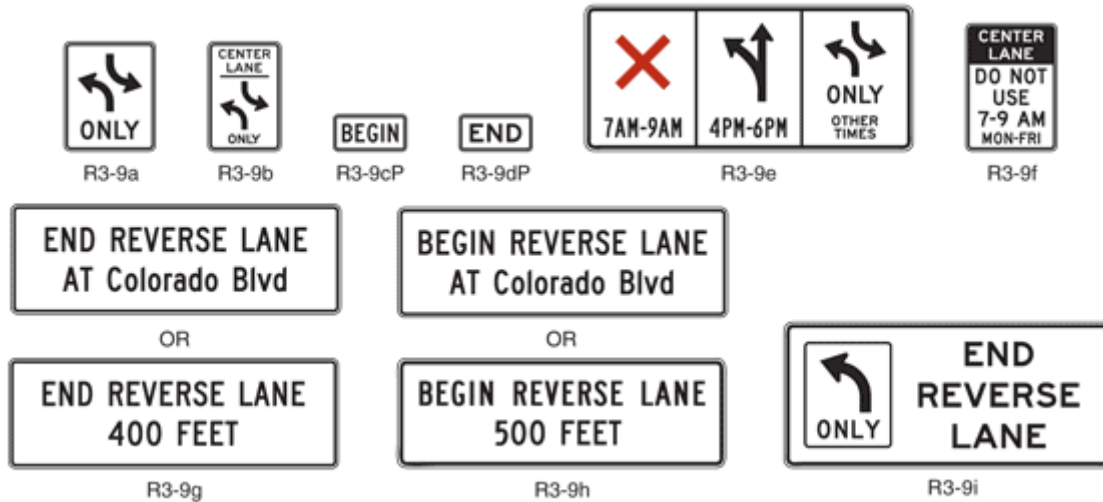 ONLY
R3-9a
CENTER
LANE
ONLY
R3-9b
BEGIN
R3-9cP
END
R3-9dP
7AM-9AM
4PM-6PM
ONLY
OTHER
TIMES
R3-9e
CENTER
LANE
DO NOT
USE
7-9 AM
MON-FRI
R3-9f
END REVERSE LANE
AT Colorado Blvd
OR
END REVERSE LANE
400 FEET
R3-9g
BEGIN REVERSE LANE
AT Colorado Blvd
OR
BEGIN REVERSE LANE
500 FEET
R3-9h
ONLY
END
REVERSE
LANE
R3-9i